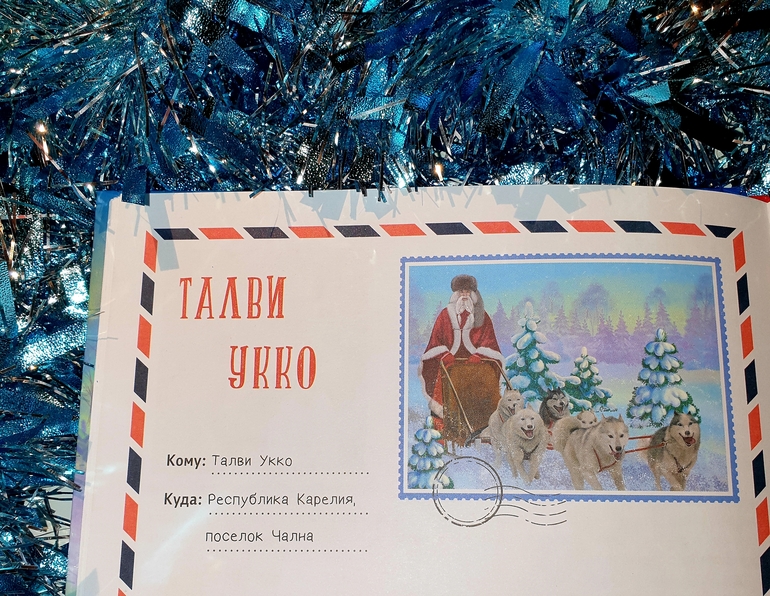 ТАЛВИ
УККО
Кому: Талви Укко
Куда: Республика Карелия,
поселок Чална